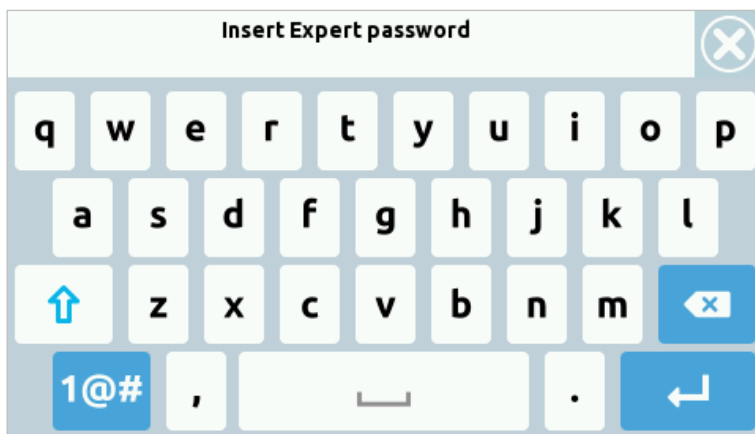 Insert Expert password
q w e r t y u i o p
a s d f g h j k l
z x c v b n m
1@# , .